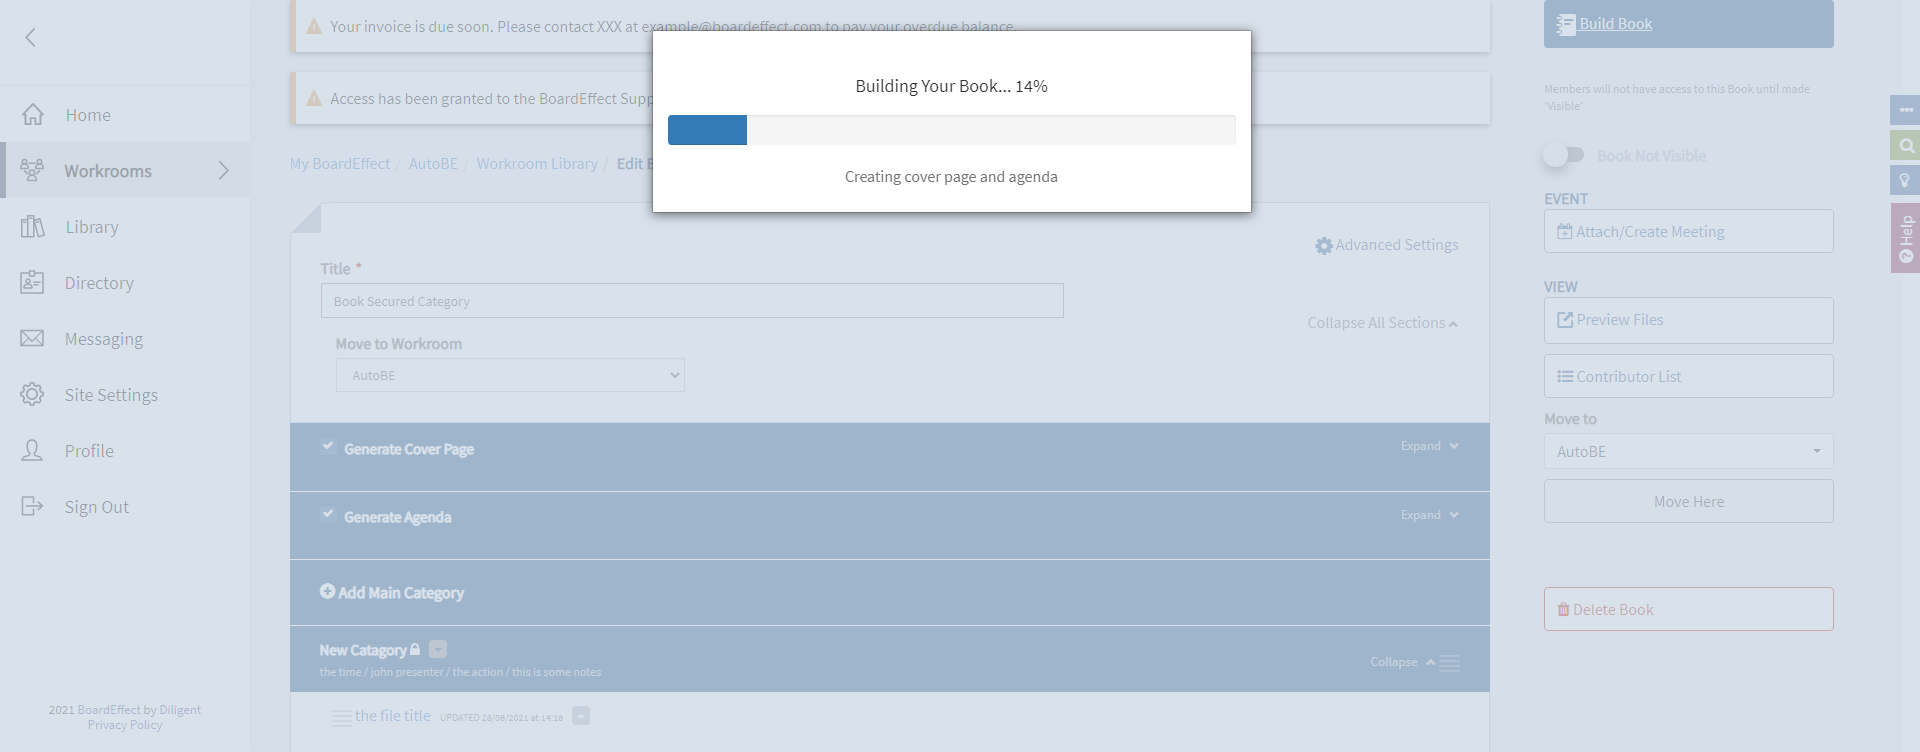 Your invoice is due soon. Please contact XXX at example@boardeffect.com to pay your overdue balance.
Access has been granted to the BoardEffect Supp
Building Your Book... 14%
Creating cover page and agenda
Home
Workrooms
Library
Directory
Messaging
Site Settings
Profile
Sign Out
2021 BoardEffect by Diligent
Privacy Policy
My BoardEffect / AutoBE / Workroom Library / Edit
Advanced Settings
Title *
Book Secured Category
Collapse All Sections
Move to Workroom
AutoBE
Generate Cover Page
Expand
Generate Agenda
Expand
Add Main Category
New Catagory
the time / john presenter / the action / this is some notes
Collapse
the file title UPDATED 28/06/2021 at 14:16
Build Book
Members will not have access to this Book until made
'Visible'
Book Not Visible
EVENT
Attach/Create Meeting
VIEW
Preview Files
Contributor List
Move to
AutoBE
Move Here
Delete Book
Help